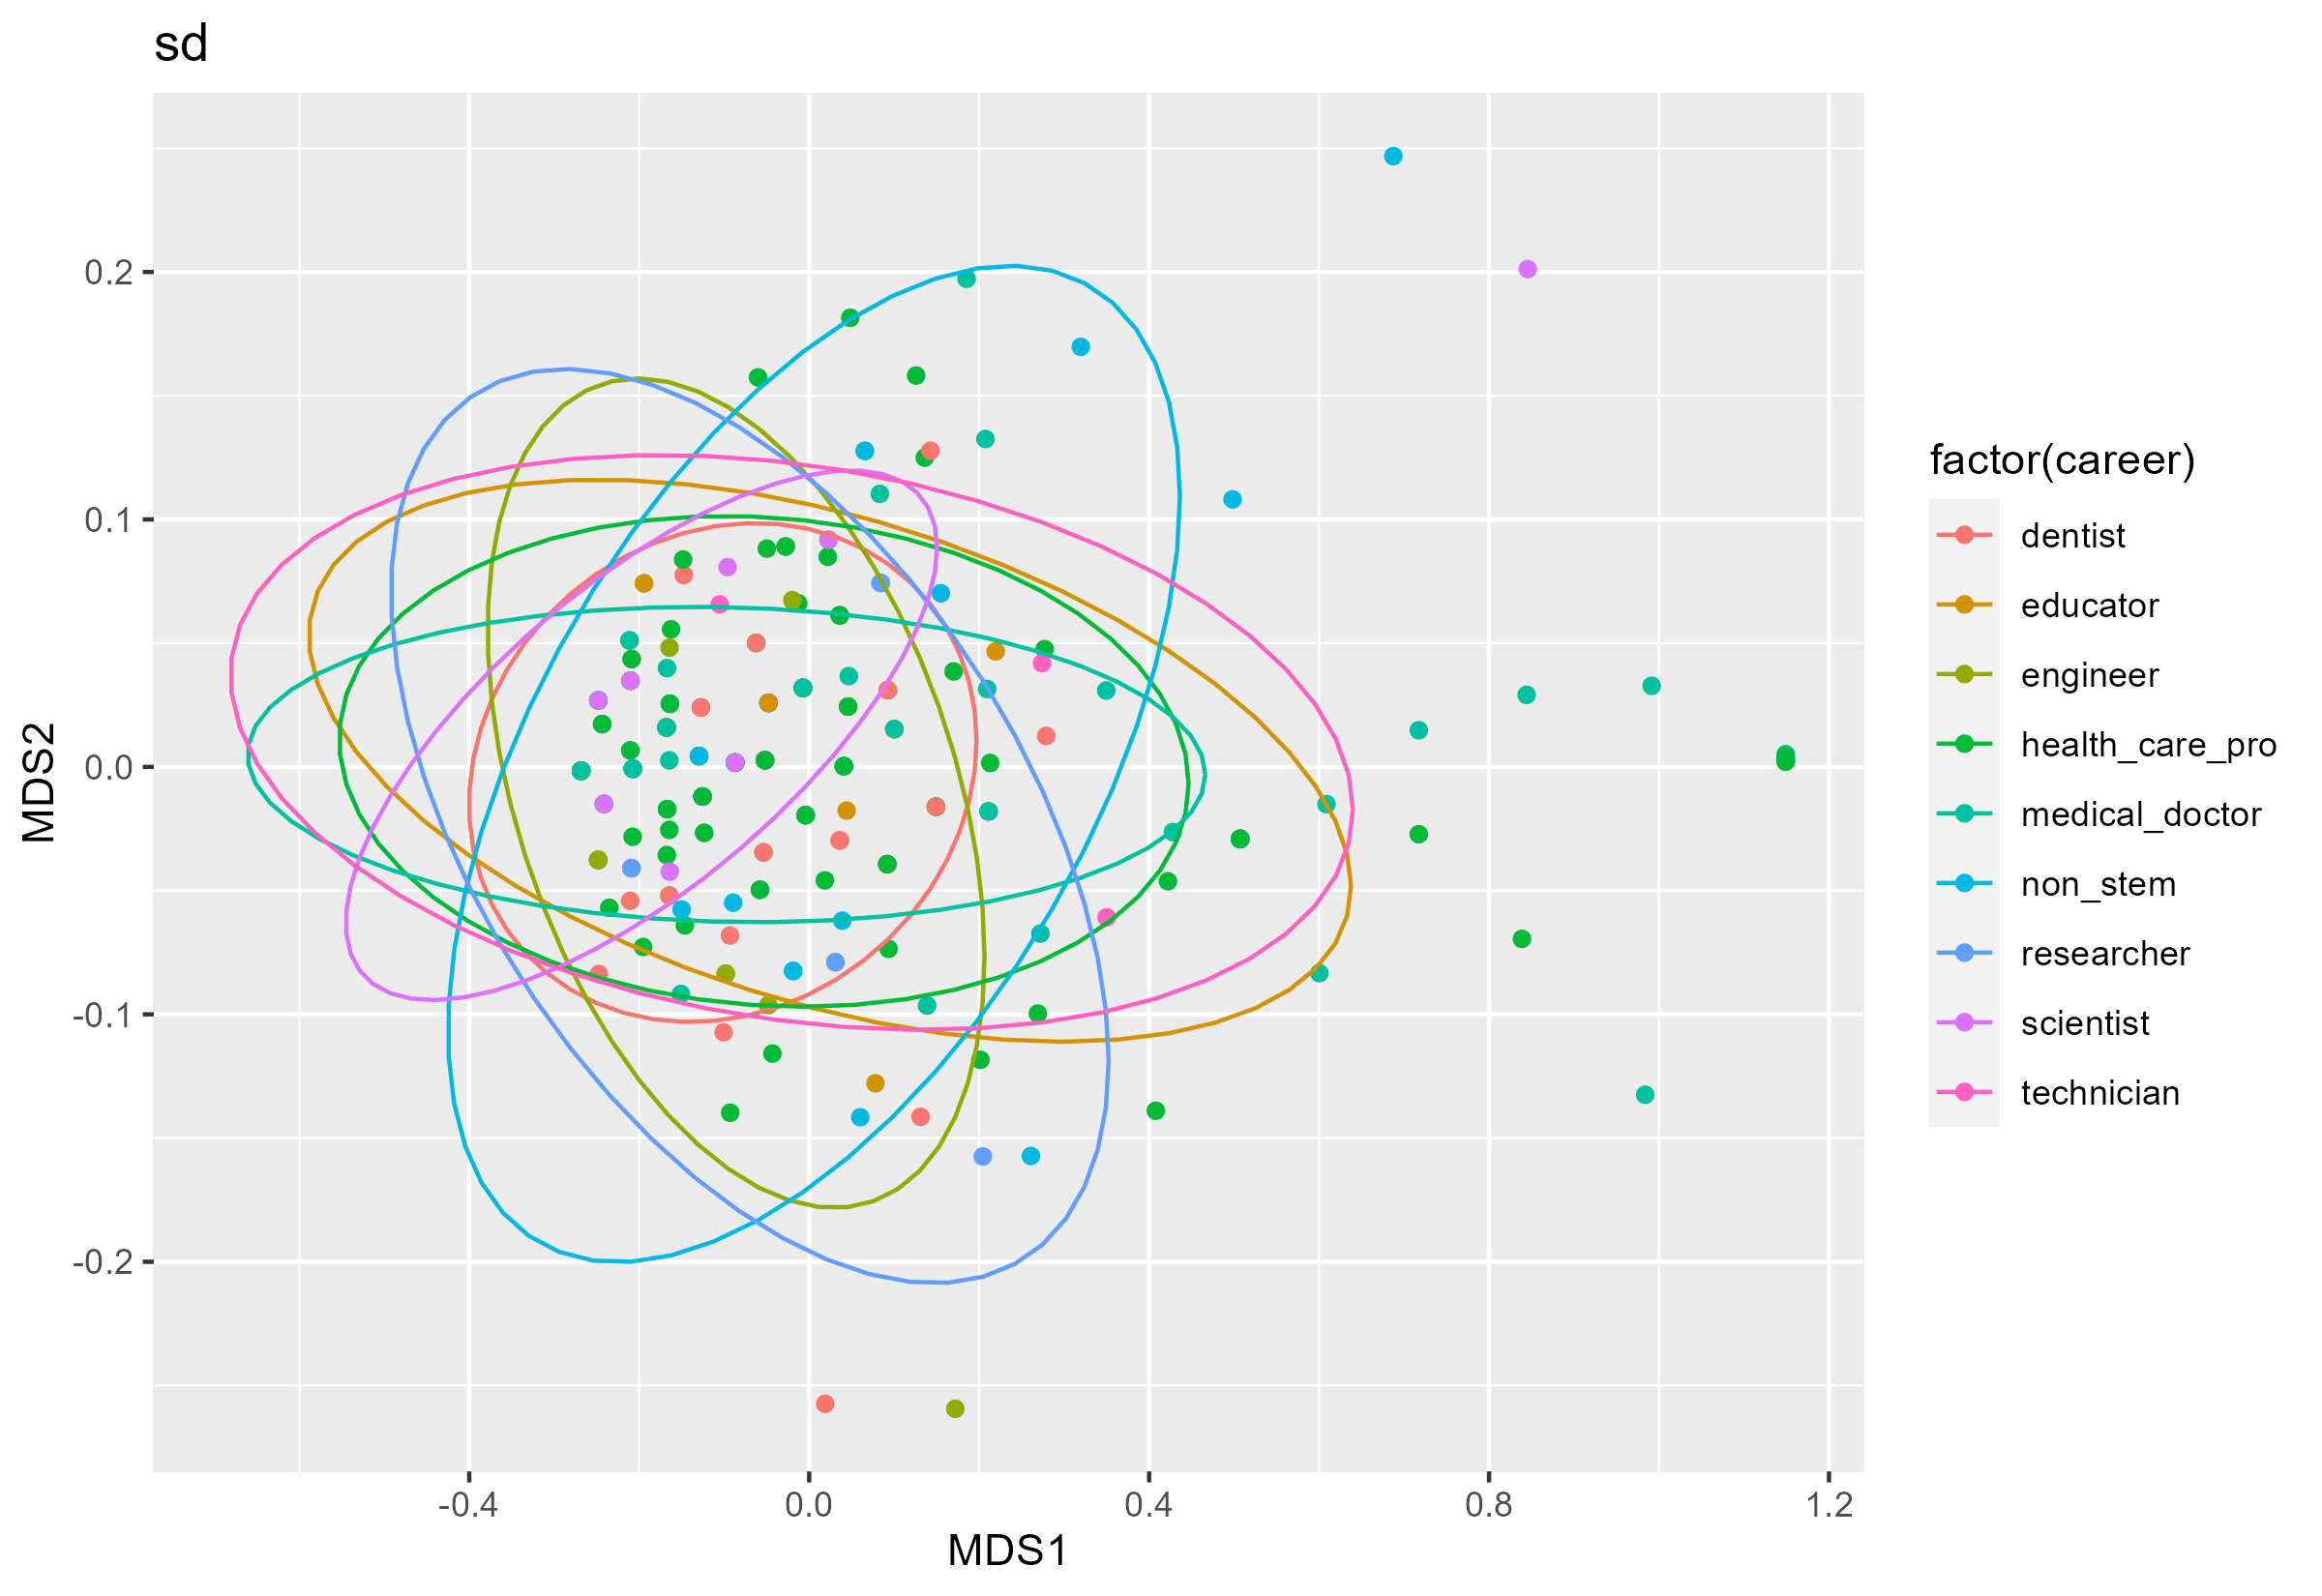 sd
MDS2
0.2
0.1
0.0
-0.1
-0.2
-0.4
0.0
0.4
0.8
1.2
MDS1
factor(career)
dentist
educator
engineer
health_care_pro
medical_doctor
non_stem
researcher
scientist
technician